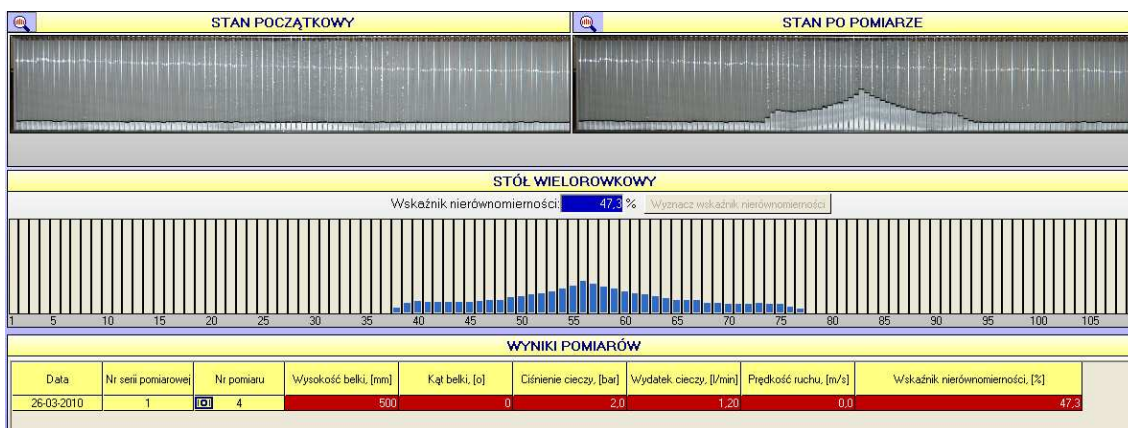 STAN POCZĄTKOWY
STAN PO POMIARZE
STÓŁ WIELOROWKOWY
Wskaźnik nierównomierności: 47,3 % Wyznacz wskaźnik nierównomierności
1 5 10 15 20 25 30 35 40 45 50 55 60 65 70 75 80 85 90 95 100 105
WYNIKI POMIARÓW
Data Nr serii pomiarowej Nr pomiaru Wysokość belki, [mm] Kąt belki, [o] Ciśnienie cieczy, [bar] Wydatek cieczy, [l/min] Prędkość ruchu, [m/s] Wskaźnik nierównomierności, [%]
26-03-2010 1 4 500 0 2,0 1,20 0,0 47,3